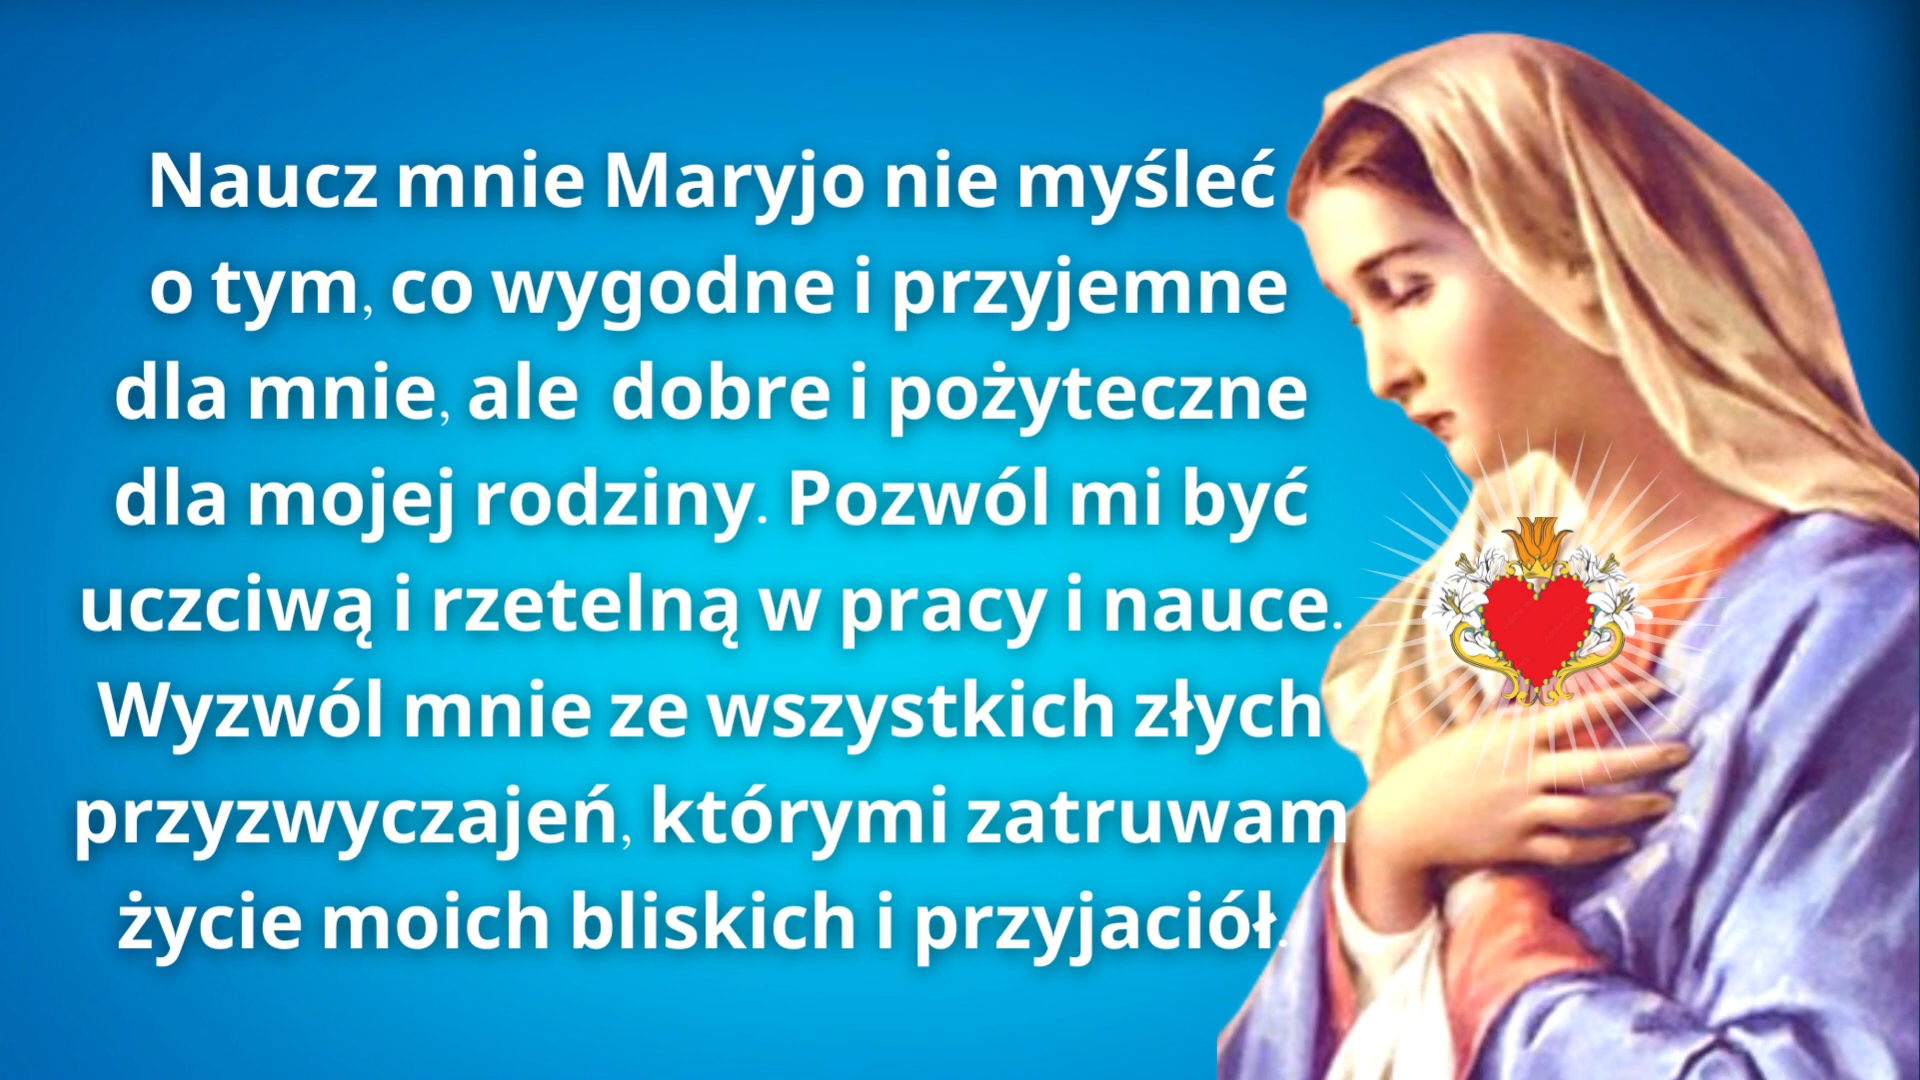 Naucz mnie Maryjo nie myśleć
o tym, co wygodne i przyjemne
dla mnie, ale dobre i pożyteczne
dla mojej rodziny. Pozwól mi być
uczciwą i rzetelną w pracy i nauce.
Wyzwól mnie ze wszystkich złych
przyzwyczajeń, którymi zatruwam
życie moich bliskich i przyjaciół.